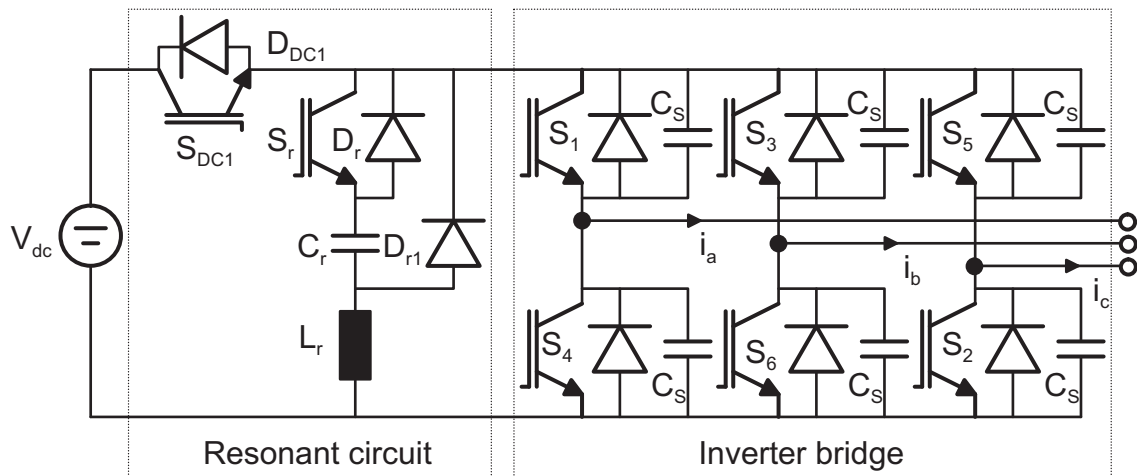 D_DC1
S_DC1
S_r
D_r
C_r
D_r1
L_r
V_dc
S_1
C_S
S_3
C_S
S_5
C_S
i_a
i_b
i_c
S_4
C_S
S_6
C_S
S_2
C_S
Resonant circuit
Inverter bridge